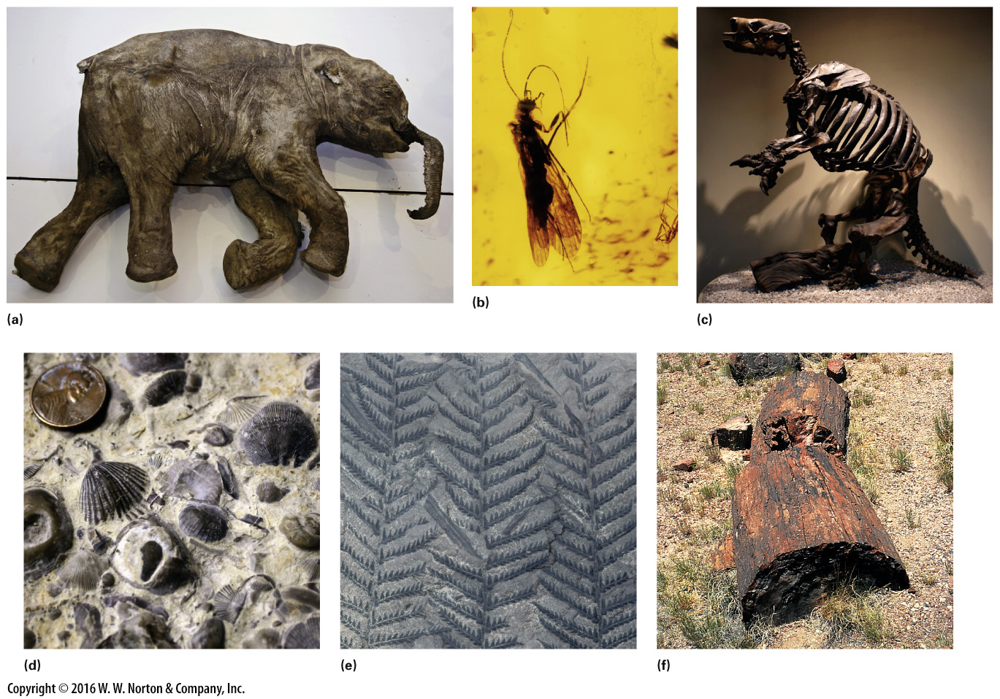 (a)
(b)
(c)
(d)
(e)
(f)
Copyright © 2016 W. W. Norton & Company, Inc.